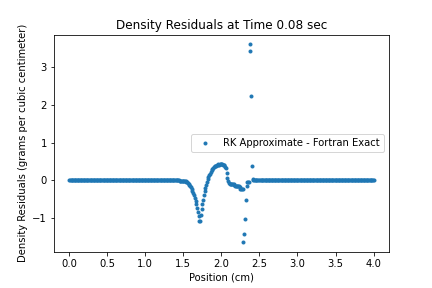 Density Residuals at Time 0.08 sec
Density Residuals (grams per cubic centimeter)
3
2
1
0
−1
RK Approximate - Fortran Exact
0.0 0.5 1.0 1.5 2.0 2.5 3.0 3.5 4.0
Position (cm)